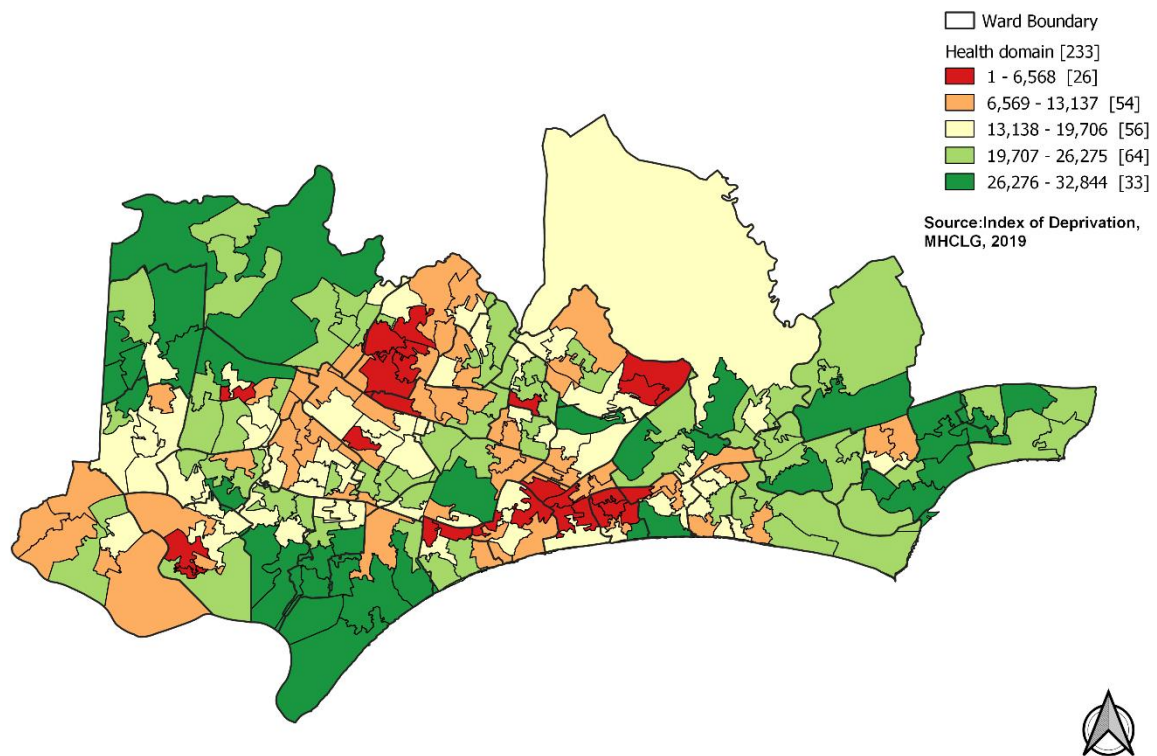 Ward Boundary
Health domain [233]
1 - 6,568 [26]
6,569 - 13,137 [54]
13,138 - 19,706 [56]
19,707 - 26,275 [64]
26,276 - 32,844 [33]
Source:Index of Deprivation,
MHCLG, 2019